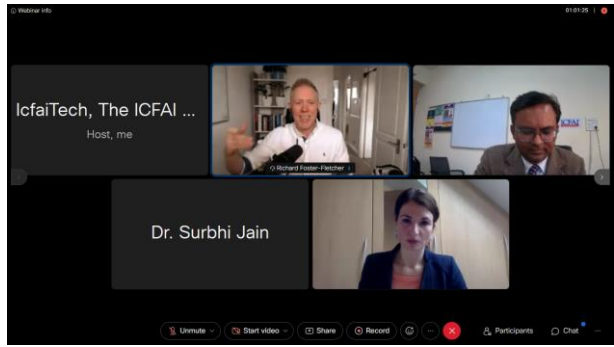 Webinar info
01:01:25
IcfaiTech, The ICFAI ...
Host, me
Richard Foster-Fletcher
ICFAI
Dr. Surbhi Jain
Unmute
Start video
Share
Record
Participants
Chat